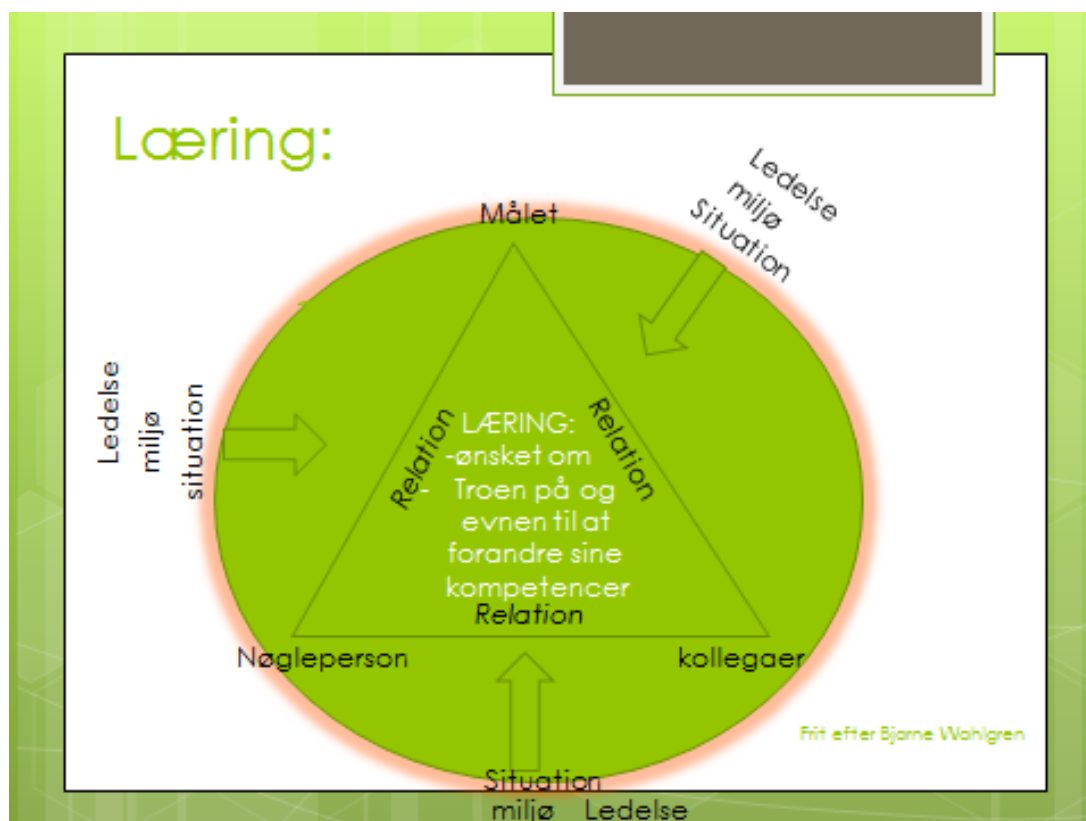 Læring:
Ledelse
miljø
Situation
Målet
Ledelse
miljø
situation
Relation
Relation
LÆRING:
-ønsket om
- Troen på og
evnen til at
forandre sine
kompetencer
Relation
Nøgleperson
kollegaer
Frit efter Bjarne Wahlgren
Situation
miljø Ledelse